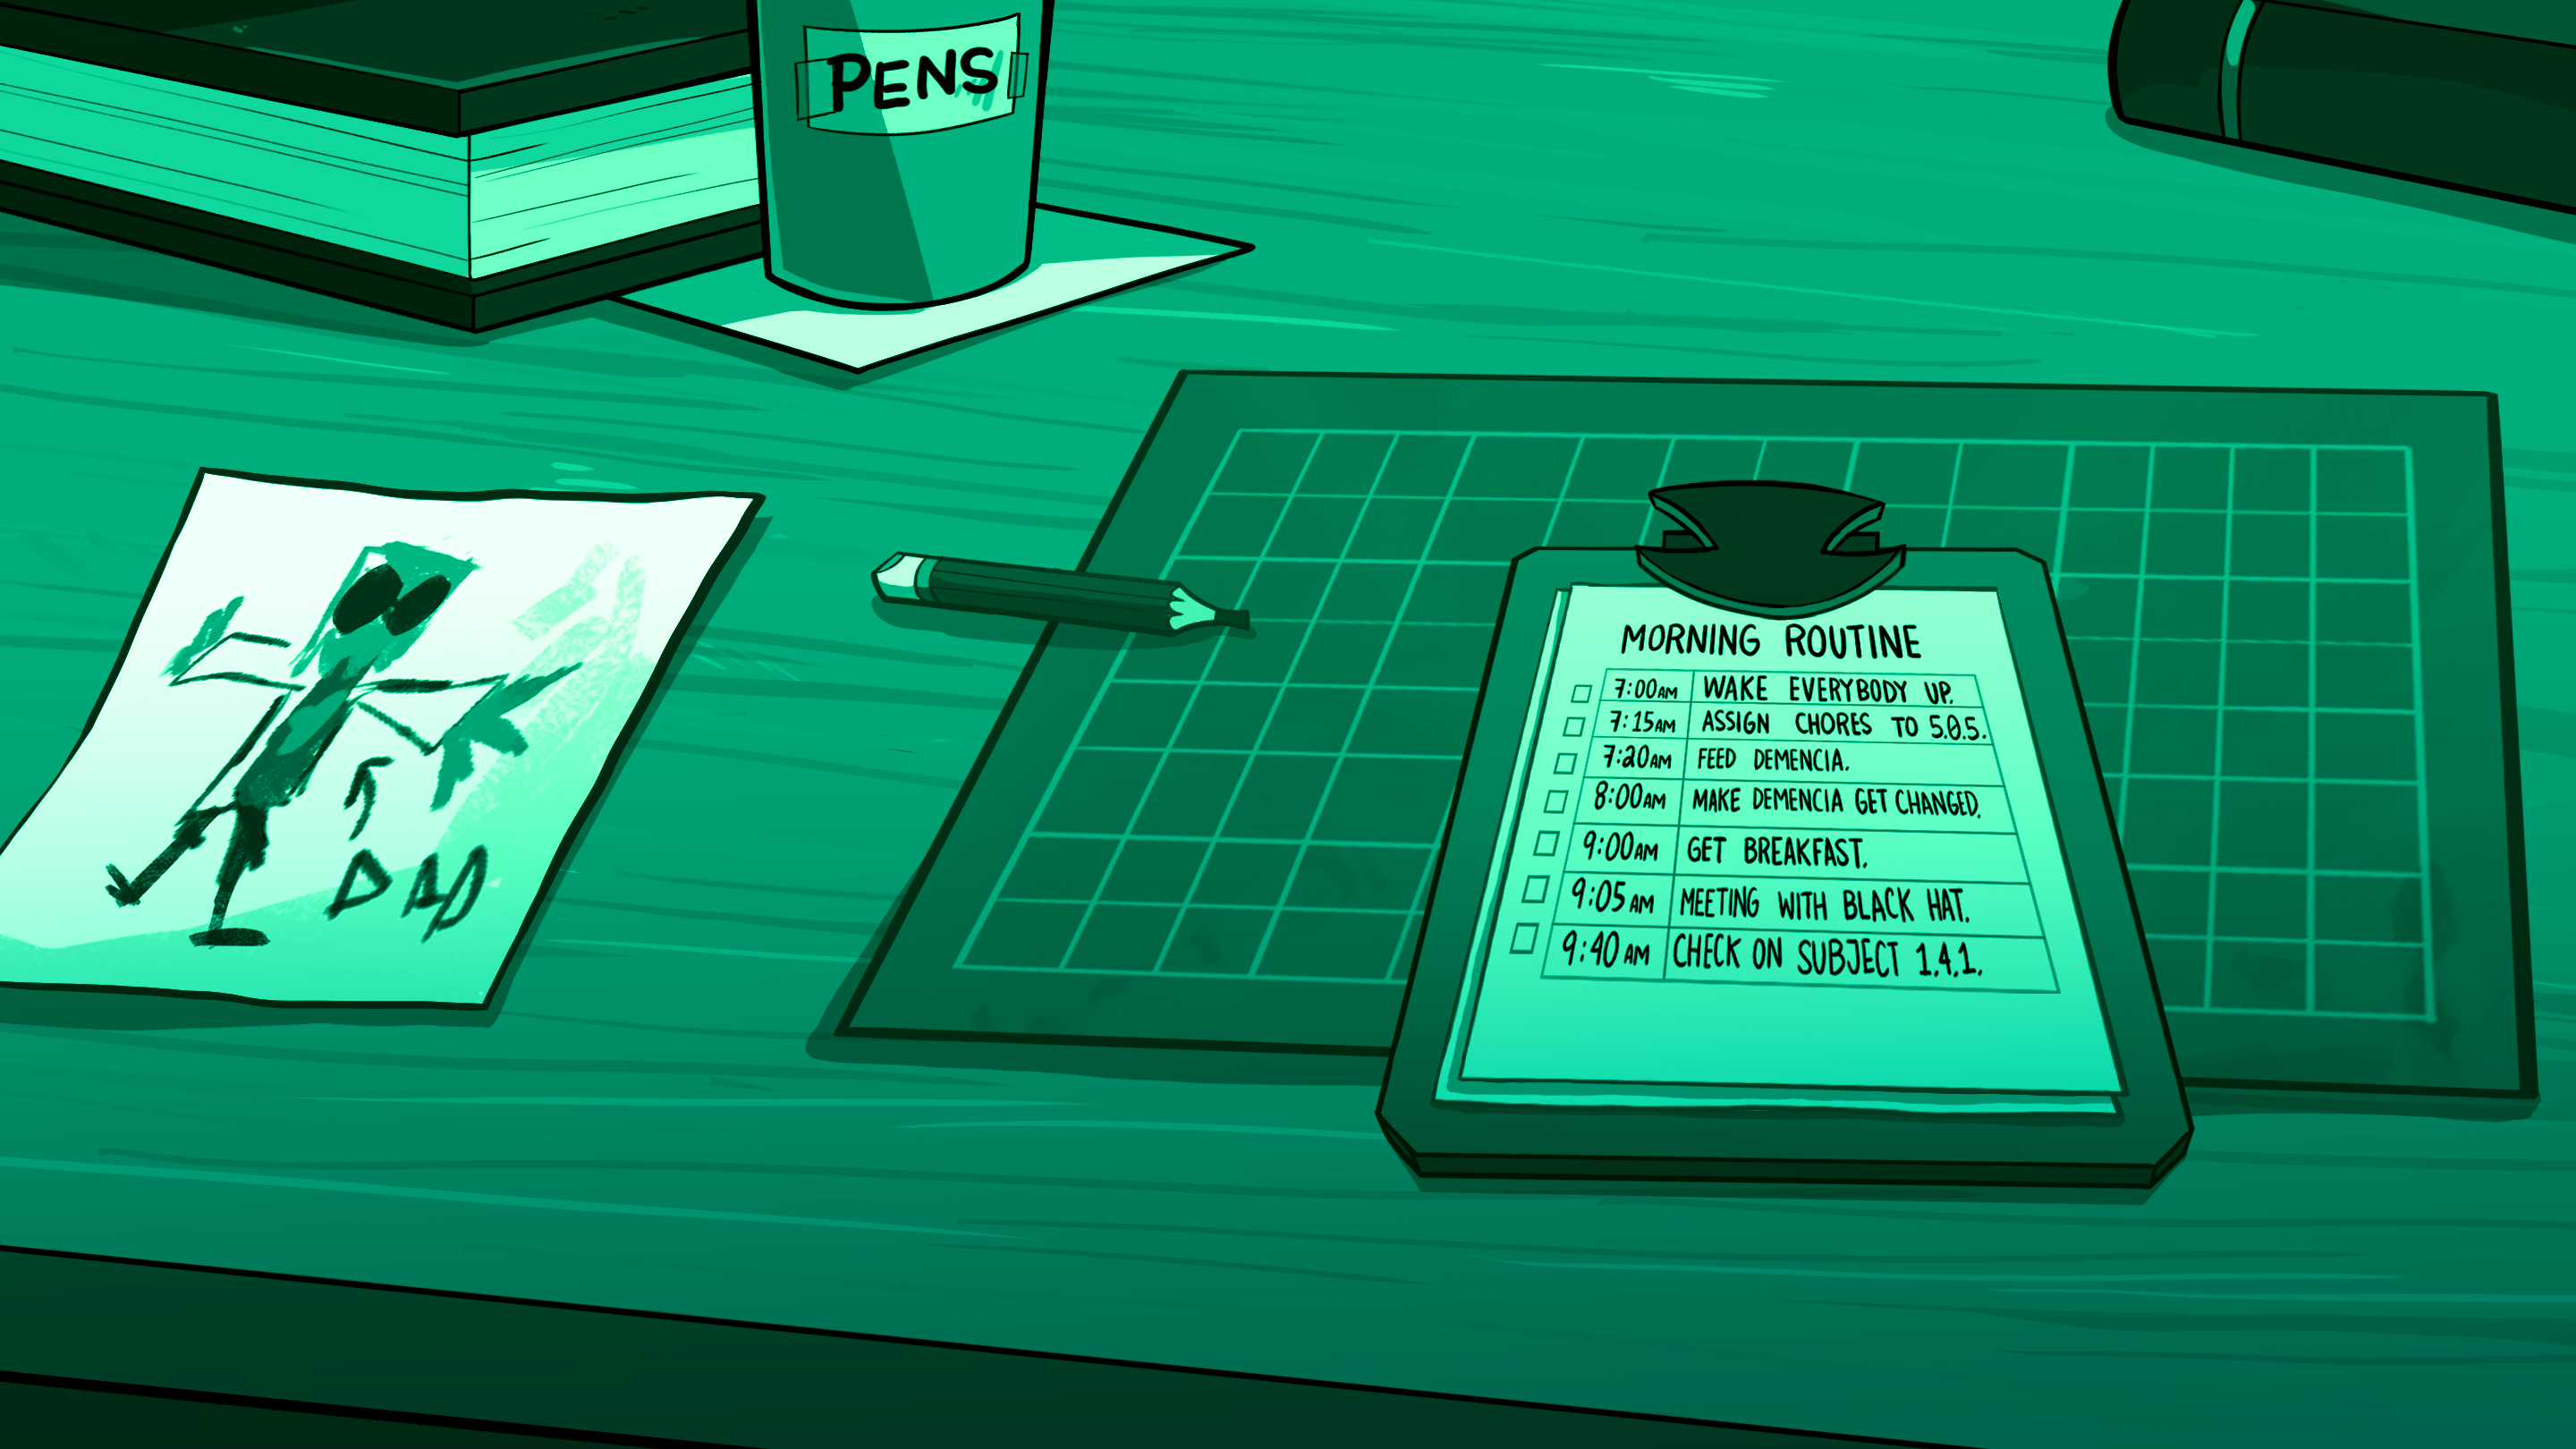 PENS
DAD
MORNING ROUTINE
7:00AM WAKE EVERYBODY UP.
7:15AM ASSIGN CHORES TO 5.0.5.
7:20AM FEED DEMENCIA.
8:00AM MAKE DEMENCIA GET CHANGED.
9:00AM GET BREAKFAST.
9:05AM MEETING WITH BLACK HAT.
9:40AM CHECK ON SUBJECT 1.4.1.